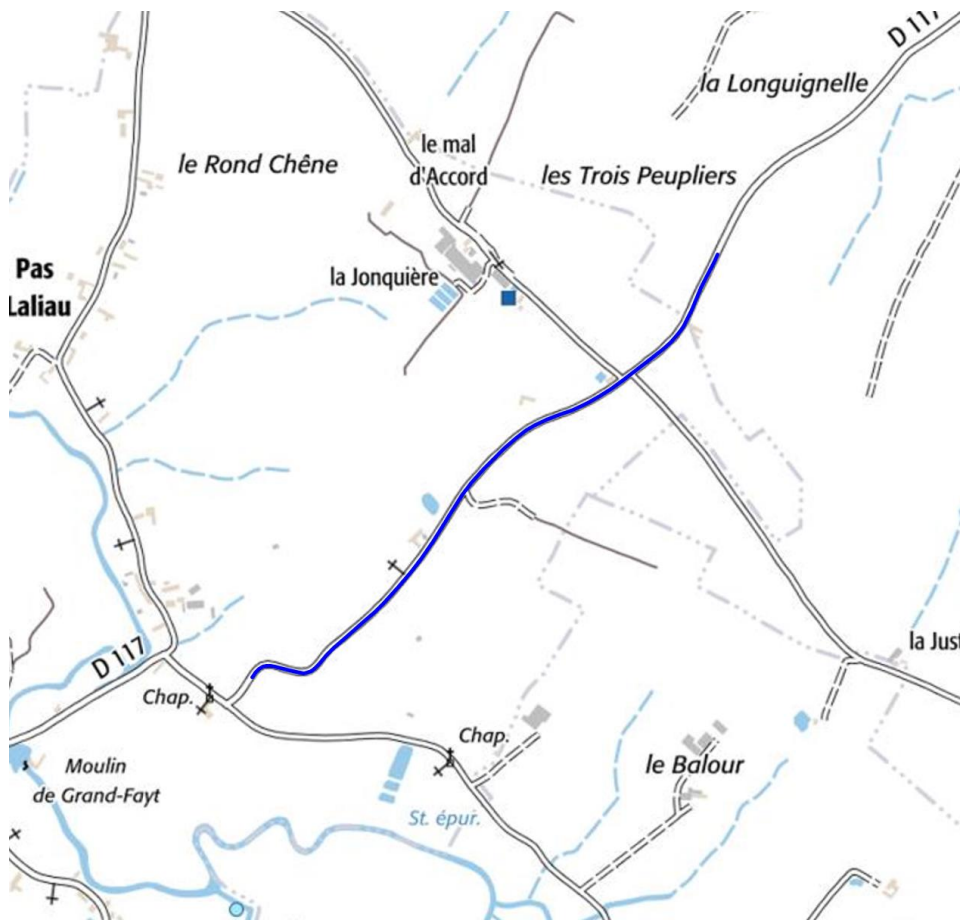 D 117
la Longuignelle
le mal
d'Accord
le Rond Chêne
les Trois Peupliers
Pas
Laliau
la Jonquière
D 117
la Just
Chap.
Chap.
Moulin
de Grand-Fayt
le Balour
St. épur.